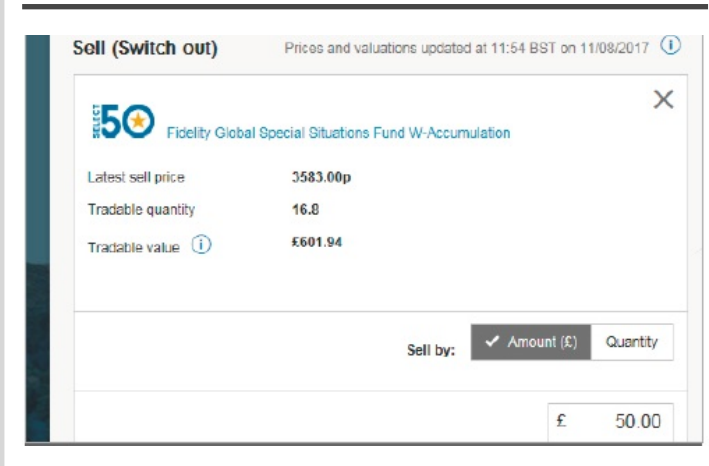 Sell (Switch out) Prices and valuations updated at 11:54 BST on 11/08/2017
SELECT 50 Fidelity Global Special Situations Fund W-Accumulation
Latest sell price 3583.00p
Tradable quantity 16.8
Tradable value £601.94
Sell by: Amount (£) Quantity
£ 50.00